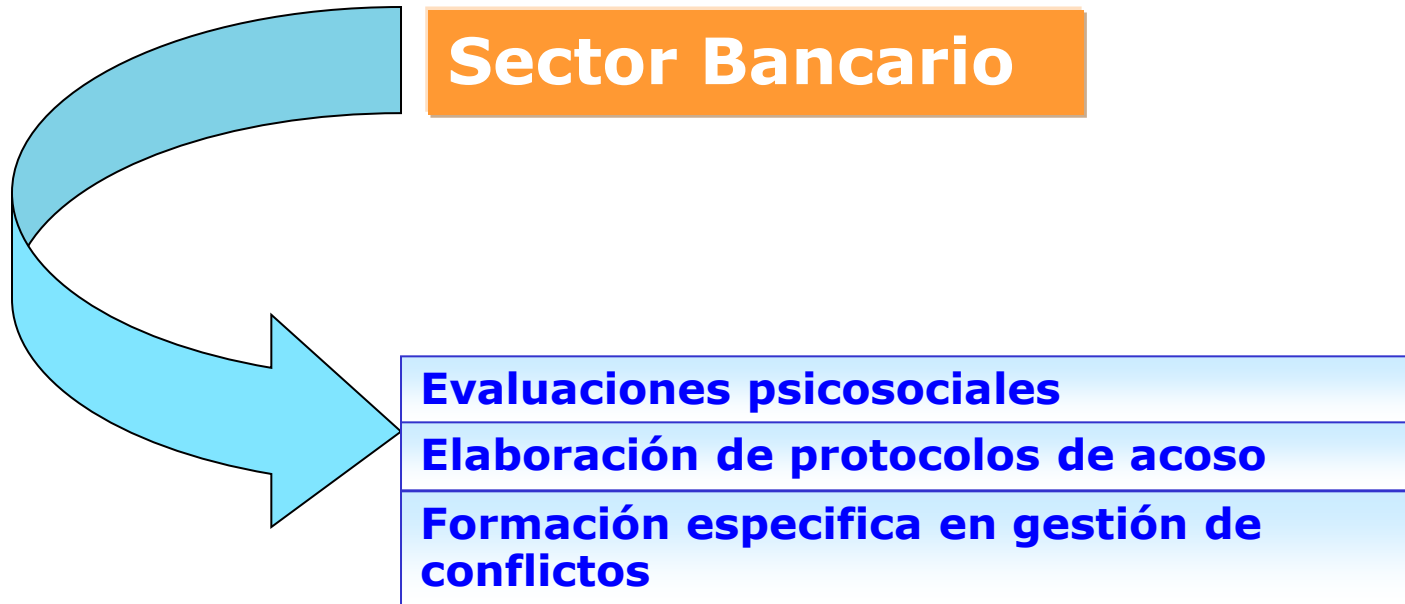 Sector Bancario
Evaluaciones psicosociales
Elaboración de protocolos de acoso
Formación especifica en gestión de
conflictos